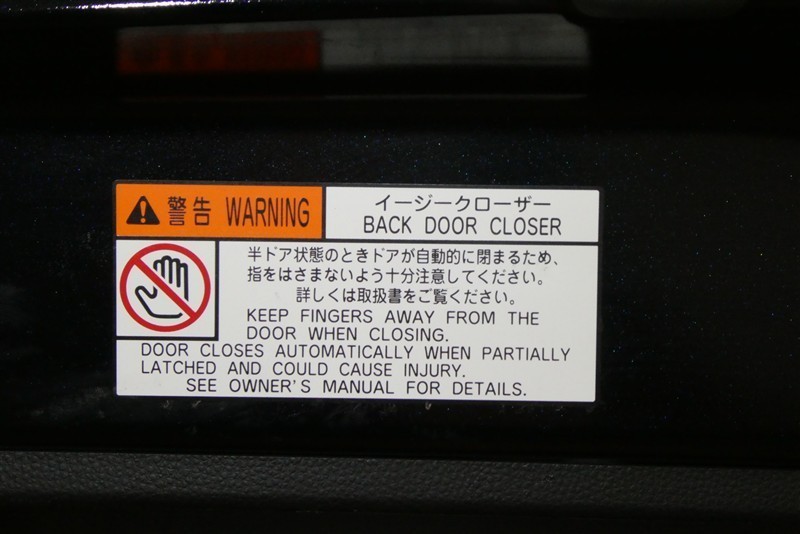 警告 WARNING
イージークローザー
BACK DOOR CLOSER
半ドア状態のときドアが自動的に閉まるため、
指をはさまないよう十分注意してください。
詳しくは取扱書をご覧ください。
KEEP FINGERS AWAY FROM THE
DOOR WHEN CLOSING.
DOOR CLOSES AUTOMATICALLY WHEN PARTIALLY
LATCHED AND COULD CAUSE INJURY.
SEE OWNER'S MANUAL FOR DETAILS.